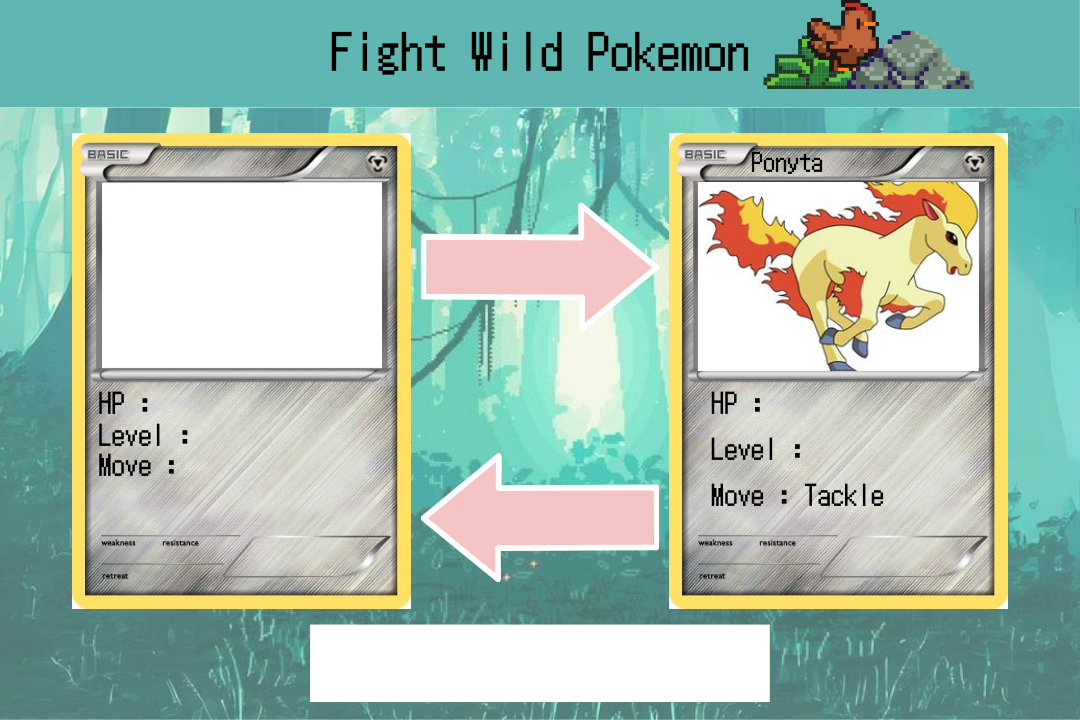 Fight Wild Pokemon
BASIC
HP :
Level :
Move :
weakness resistance
retreat
BASIC
Ponyta
HP :
Level :
Move : Tackle
weakness resistance
retreat